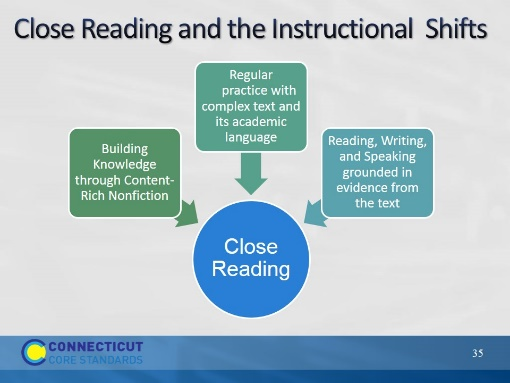 Close Reading and the Instructional Shifts
Regular
practice with
complex text and
its academic
language
Building
Knowledge
through Content-
Rich Nonfiction
Reading, Writing,
and Speaking
grounded in
evidence from
the text
Close
Reading
CONNECTICUT
CORE STANDARDS
35